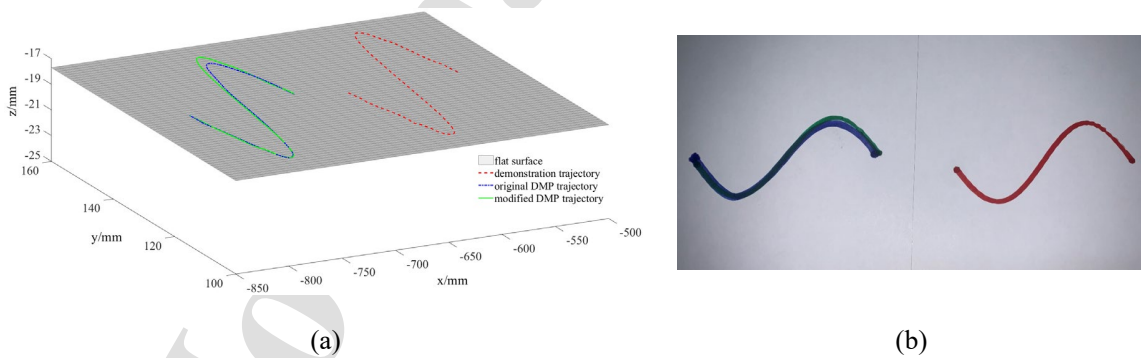 -17
-19
-21
-23
-25
z/mm
160
140
120
100
y/mm
-850
-800
-750
-700
-650
-600
-550
-500
x/mm
flat surface
demonstration trajectory
original DMP trajectory
modified DMP trajectory
(a)
(b)